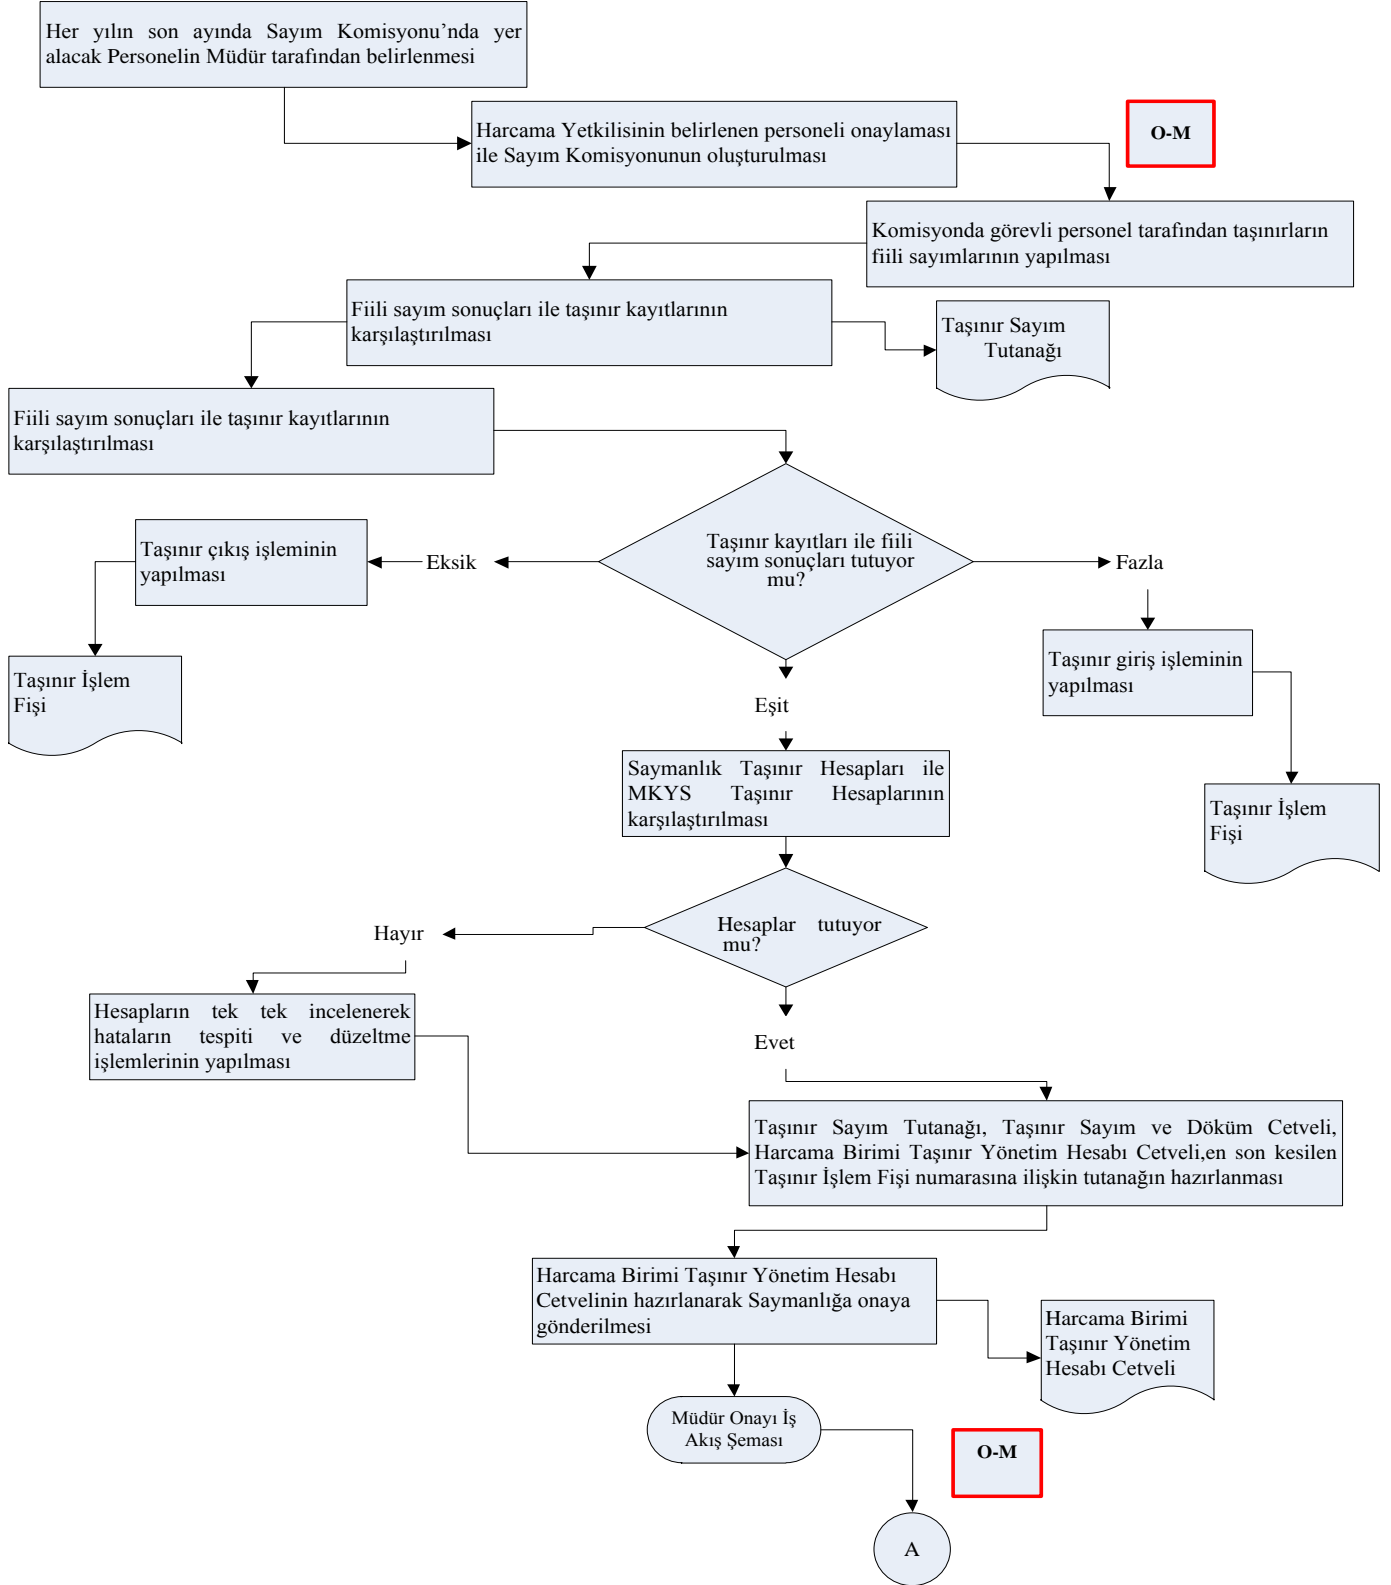 Her yılın son ayında Sayım Komisyonu’nda yer
alacak Personelin Müdür tarafından belirlenmesi
Harcama Yetkilisinin belirlenen personeli onaylaması
ile Sayım Komisyonunun oluşturulması
O-M
Komisyonda görevli personel tarafından taşınırların
fiili sayımlarının yapılması
Fiili sayım sonuçları ile taşınır kayıtlarının
karşılaştırılması
Taşınır Sayım
Tutanağı
Fiili sayım sonuçları ile taşınır kayıtlarının
karşılaştırılması
Taşınır kayıtları ile fiili
sayım sonuçları tutuyor
mu?
Taşınır çıkış işleminin
yapılması
Eksik
Fazla
Taşınır İşlem
Fişi
Taşınır giriş işleminin
yapılması
Eşit
Saymanlık Taşınır Hesapları ile
MKYS Taşınır Hesaplarının
karşılaştırılması
Taşınır İşlem
Fişi
Hesaplar tutuyor
mu?
Hayır
Hesapların tek tek incelenerek
hataların tespiti ve düzeltme
işlemlerinin yapılması
Evet
Taşınır Sayım Tutanağı, Taşınır Sayım ve Döküm Cetveli,
Harcama Birimi Taşınır Yönetim Hesabı Cetveli,en son kesilen
Taşınır İşlem Fişi numarasına ilişkin tutanağın hazırlanması
Harcama Birimi Taşınır Yönetim Hesabı
Cetvelinin hazırlanarak Saymanlığa onaya
gönderilmesi
Harcama Birimi
Taşınır Yönetim
Hesabı Cetveli
Müdür Onayı İş
Akış Şeması
O-M
A